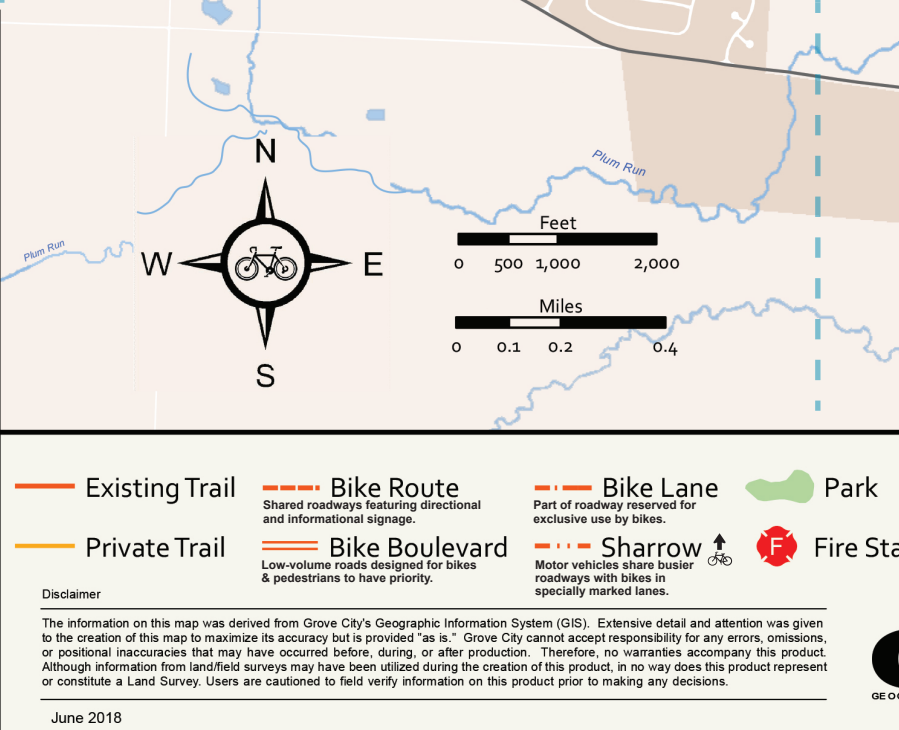 Plum Run
N
Plum Run
W
E
S
Feet
0 500 1,000 2,000
Miles
0 0.1 0.2 0.4
Existing Trail
Bike Route
Shared roadways featuring directional
and informational signage.
Bike Lane
Part of roadway reserved for
exclusive use by bikes.
Park
Private Trail
Bike Boulevard
Low-volume roads designed for bikes
& pedestrians to have priority.
Sharrow
Motor vehicles share busier
roadways with bikes in
specially marked lanes.
F
Fire Sta
Disclaimer
The information on this map was derived from Grove City's Geographic Information System (GIS).  Extensive detail and attention was given
to the creation of this map to maximize its accuracy but is provided "as is."  Grove City cannot accept responsibility for any errors, omissions,
or positional inaccuracies that may have occurred before, during, or after production.  Therefore, no warranties accompany this product.
Although information from land/field surveys may have been utilized during the creation of this product, in no way does this product represent
or constitute a Land Survey. Users are cautioned to field verify information on this product prior to making any decisions.
GEO
June 2018